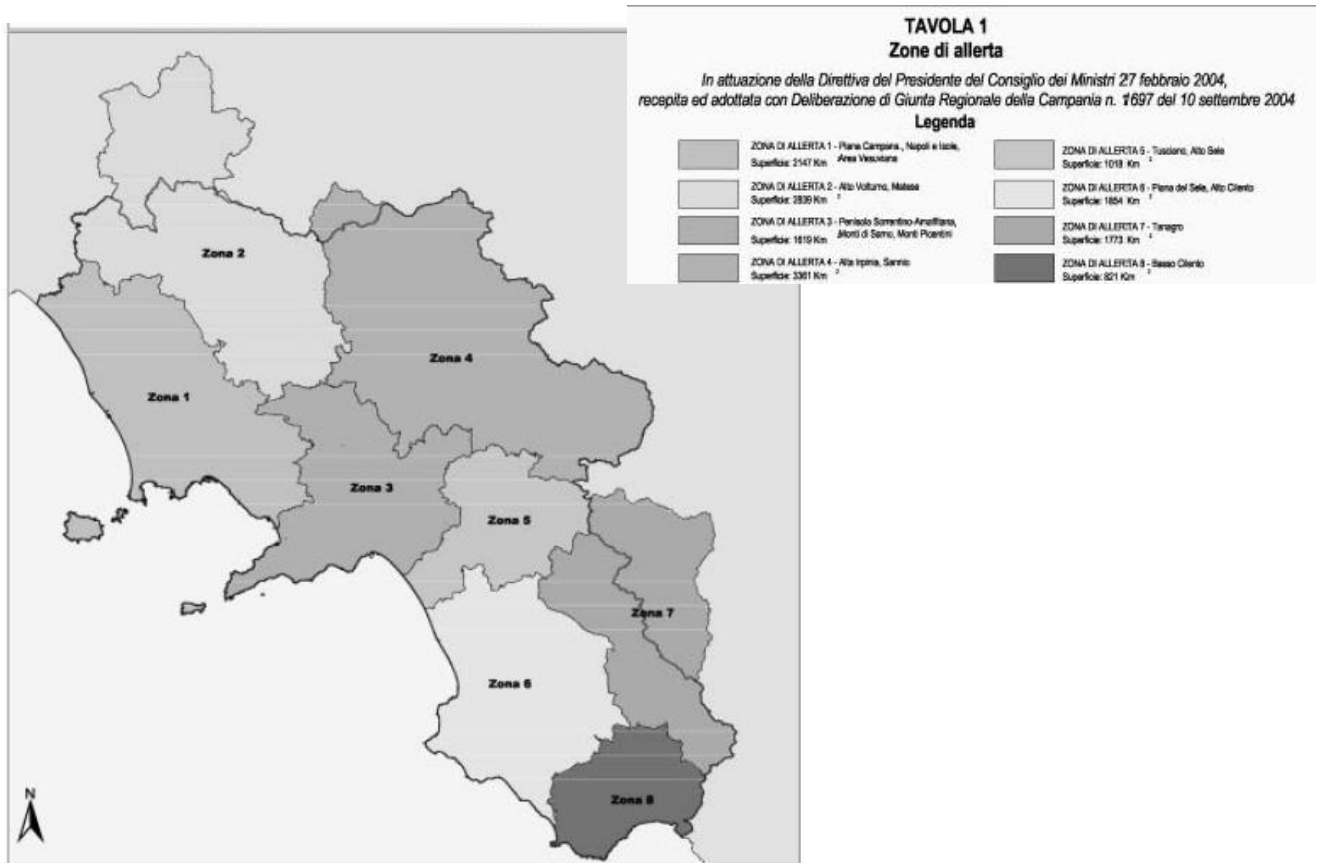 TAVOLA 1
Zone di allerta
In attuazione della Direttiva del Presidente del Consiglio dei Ministri 27 febbraio 2004,
recepita ed adottata con Deliberazione di Giunta Regionale della Campania n. 1697 del 10 settembre 2004
Legenda
ZONA DI ALLERTA 1 - Piana Campana, Napoli e Isole,
Area Vesuviana
Superficie: 2147 Km
ZONA DI ALLERTA 2 - Alto Volturno, Matese
Superficie: 2839 Km 2
ZONA DI ALLERTA 3 - Penisola Sorrentino-Amalfitana,
Monti di Sarno, Monti Picentini
Superficie: 1619 Km
ZONA DI ALLERTA 4 - Alta Irpinia, Sannio
Superficie: 3361 Km 2
ZONA DI ALLERTA 5 - Tusciano, Alto Sele
Superficie: 1018 Km 2
ZONA DI ALLERTA 6 - Piana del Sele, Alto Cilento
Superficie: 1854 Km 2
ZONA DI ALLERTA 7 - Tanagro
Superficie: 1773 Km 2
ZONA DI ALLERTA 8 - Basso Cilento
Superficie: 821 Km 2
Zona 2
Zona 4
Zona 1
Zona 3
Zona 5
Zona 7
Zona 6
Zona 8
N